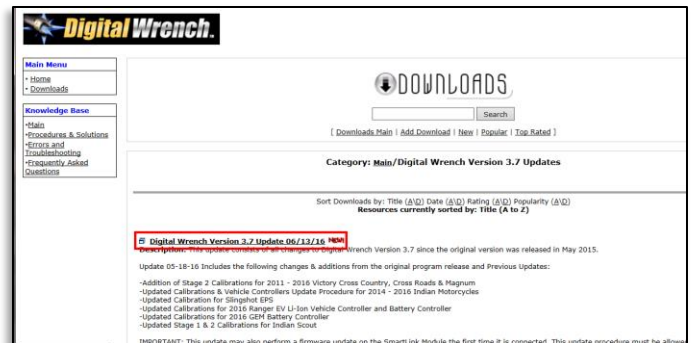 Digital Wrench.
Main Menu
· Home
· Downloads
Knowledge Base
·Main
·Procedures & Solutions
·Errors and
Troubleshooting
·Frequently Asked
Questions
DOWNLOADS
Search
[ Downloads Main | Add Download | New | Popular | Top Rated ]
Category: Main/Digital Wrench Version 3.7 Updates
Sort Downloads by: Title (A\D) Date (A\D) Rating (A\D) Popularity (A\D)
Resources currently sorted by: Title (A to Z)
Digital Wrench Version 3.7 Update 06/13/16
Description: This update consists of all changes to Digital Wrench Version 3.7 since the original version was released in May 2015.
Update 05-18-16 Includes the following changes & additions from the original program release and Previous Updates:
-Addition of Stage 2 Calibrations for 2011 - 2016 Victory Cross Country, Cross Roads & Magnum
-Updated Calibrations & Vehicle Controllers Update Procedure for 2014 - 2016 Indian Motorcycles
-Updated Calibration for Slingshot EPS
-Updated Calibrations for 2016 Ranger EV Li-Ion Vehicle Controller and Battery Controller
-Updated 2016 GEM Battery Controller
-Updated Stage 1 & 2 Calibrations for Indian Scout
IMPORTANT: This update may also perform a firmware update on the SmartLink Module the first time it is connected. This update procedure must be allowe